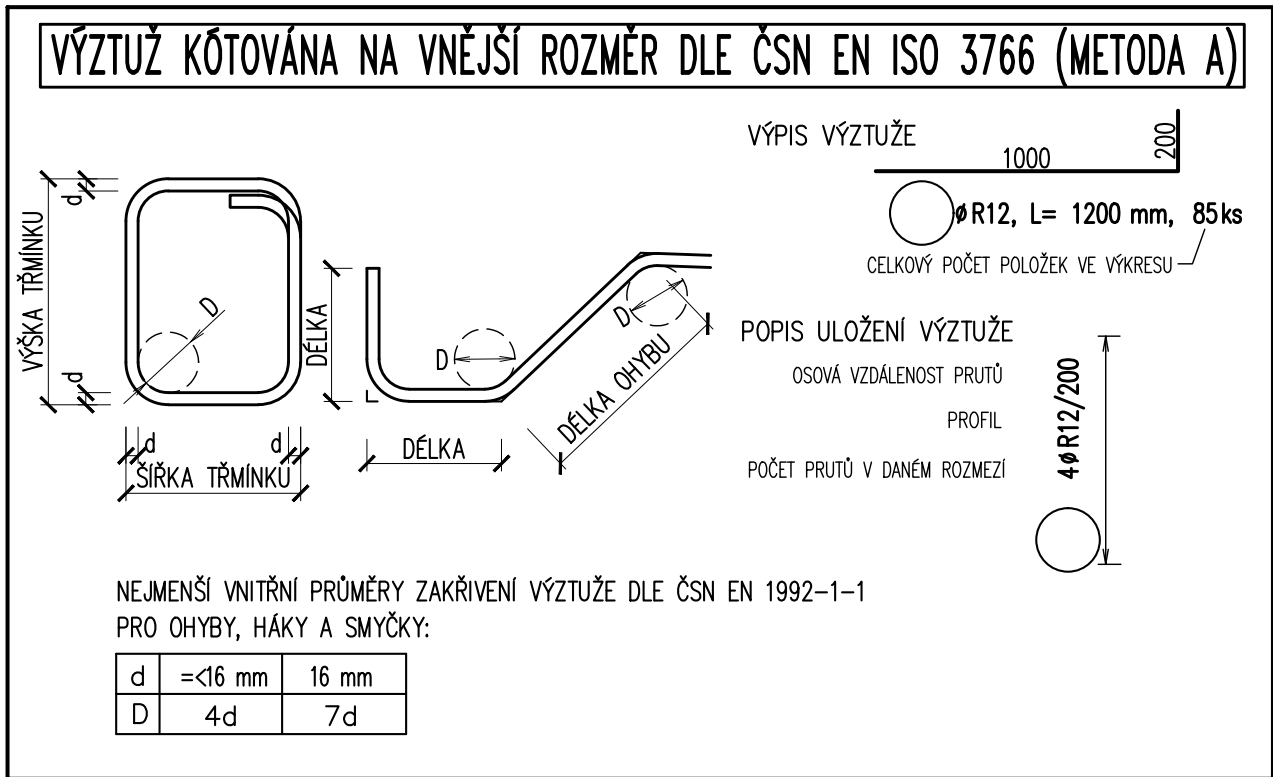 VÝZTUŽ KÓTOVÁNA NA VNĚJŠÍ ROZMĚR DLE ČSN EN ISO 3766 (METODA A)
VÝPIS VÝZTUŽE
1000
200
øR12, L= 1200 mm, 85ks
CELKOVÝ POČET POLOŽEK VE VÝKRESU
d
VÝŠKA TŘMÍNKU
D
d
d
d
ŠÍŘKA TŘMÍNKU
DÉLKA
D
DÉLKA
D
DÉLKA OHYBU
POPIS ULOŽENÍ VÝZTUŽE
OSOVÁ VZDÁLENOST PRUTŮ
PROFIL
POČET PRUTŮ V DANÉM ROZMEZÍ
4øR12/200
NEJMENŠÍ VNITŘNÍ PRŮMĚRY ZAKŘIVENÍ VÝZTUŽE DLE ČSN EN 1992-1-1
PRO OHYBY, HÁKY A SMYČKY:
d =<16 mm 16 mm
D 4d 7d